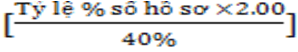 [Tỷ lệ % số hồ sơ ×2.00
40%]